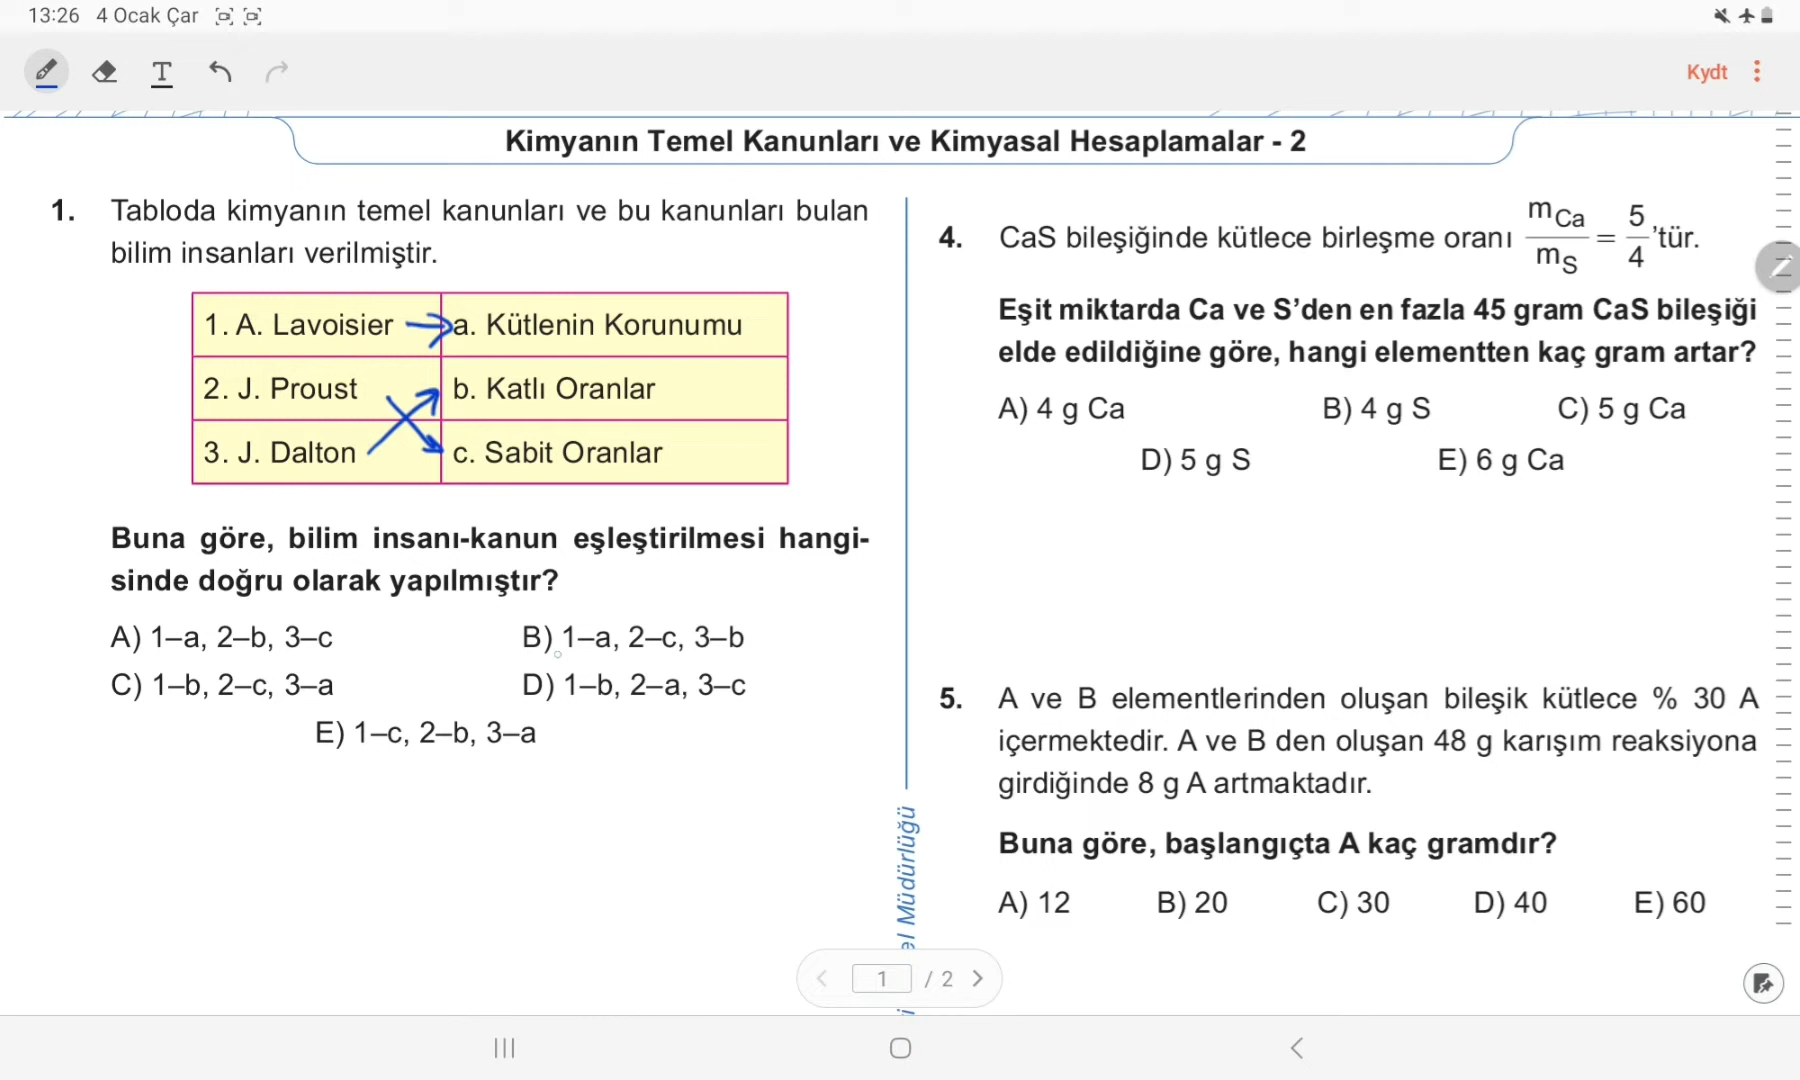 13:26 4 Ocak Çar
T
Kydt
Kimyanın Temel Kanunları ve Kimyasal Hesaplamalar - 2
1. Tabloda kimyanın temel kanunları ve bu kanunları bulan
bilim insanları verilmiştir.
1. A. Lavoisier a. Kütlenin Korunumu
2. J. Proust b. Katlı Oranlar
3. J. Dalton c. Sabit Oranlar
Buna göre, bilim insanı-kanun eşleştirilmesi hangi-
sinde doğru olarak yapılmıştır?
A) 1–a, 2–b, 3–c B) 1–a, 2–c, 3–b
C) 1–b, 2–c, 3–a D) 1–b, 2–a, 3–c
E) 1–c, 2–b, 3–a
el Müdürlüğü
4. CaS bileşiğinde kütlece birleşme oranı mCa/mS = 5/4 'tür.
Eşit miktarda Ca ve S’den en fazla 45 gram CaS bileşiği
elde edildiğine göre, hangi elementten kaç gram artar?
A) 4 g Ca B) 4 g S C) 5 g Ca
D) 5 g S E) 6 g Ca
5. A ve B elementlerinden oluşan bileşik kütlece % 30 A
içermektedir. A ve B den oluşan 48 g karışım reaksiyona
girdiğinde 8 g A artmaktadır.
Buna göre, başlangıçta A kaç gramdır?
A) 12 B) 20 C) 30 D) 40 E) 60
1 / 2